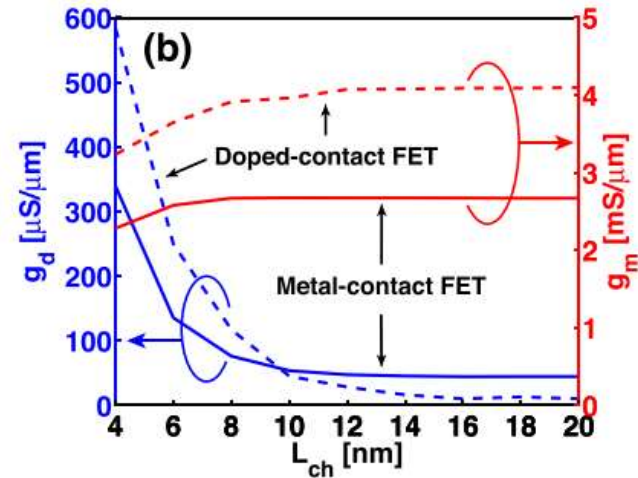 (b)
600
500
400
300
200
100
0
g_d [μS/μm]
5
4
3
2
1
0
g_m [mS/μm]
Doped-contact FET
Metal-contact FET
4 6 8 10 12 14 16 18 20
L_ch [nm]